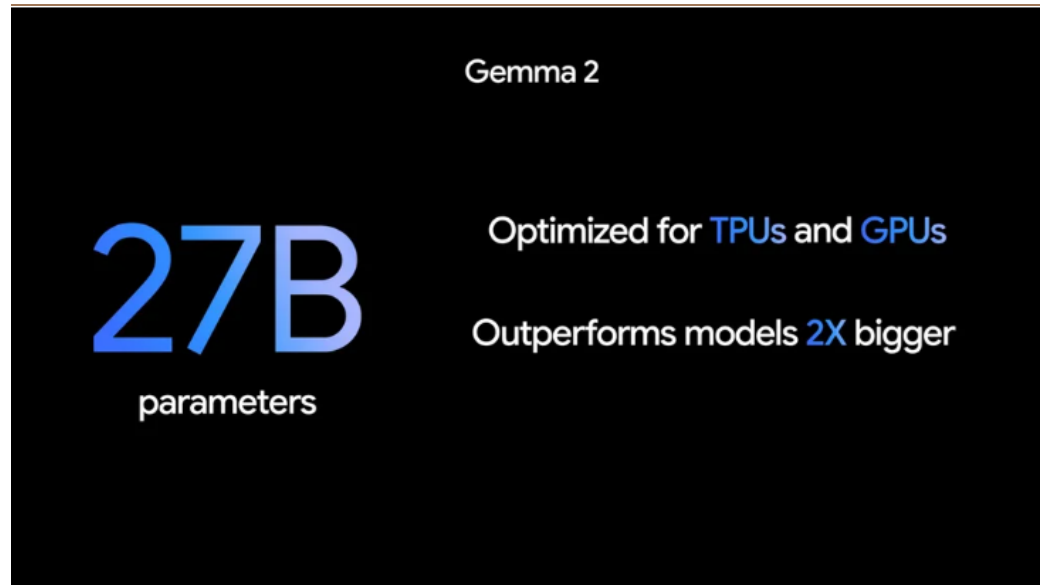 Gemma 2
27B
parameters
Optimized for TPUs and GPUs
Outperforms models 2X bigger